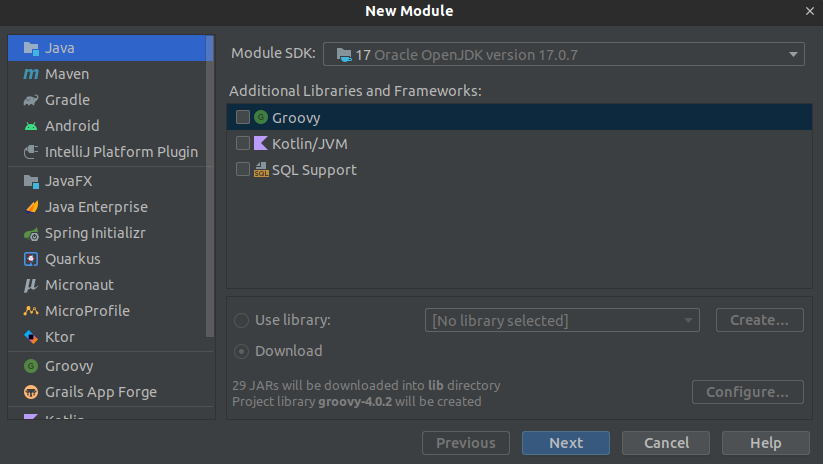 New Module
Java
Maven
Gradle
Android
IntelliJ Platform Plugin
JavaFX
Java Enterprise
Spring Initializr
Quarkus
Micronaut
MicroProfile
Ktor
Groovy
Grails App Forge
Kotlin
Module SDK: 17 Oracle OpenJDK version 17.0.7
Additional Libraries and Frameworks:
Groovy
Kotlin/JVM
SQL Support
Use library: [No library selected] Create...
Download
29 JARs will be downloaded into lib directory
Project library groovy-4.0.2 will be created
Configure...
Previous Next Cancel Help